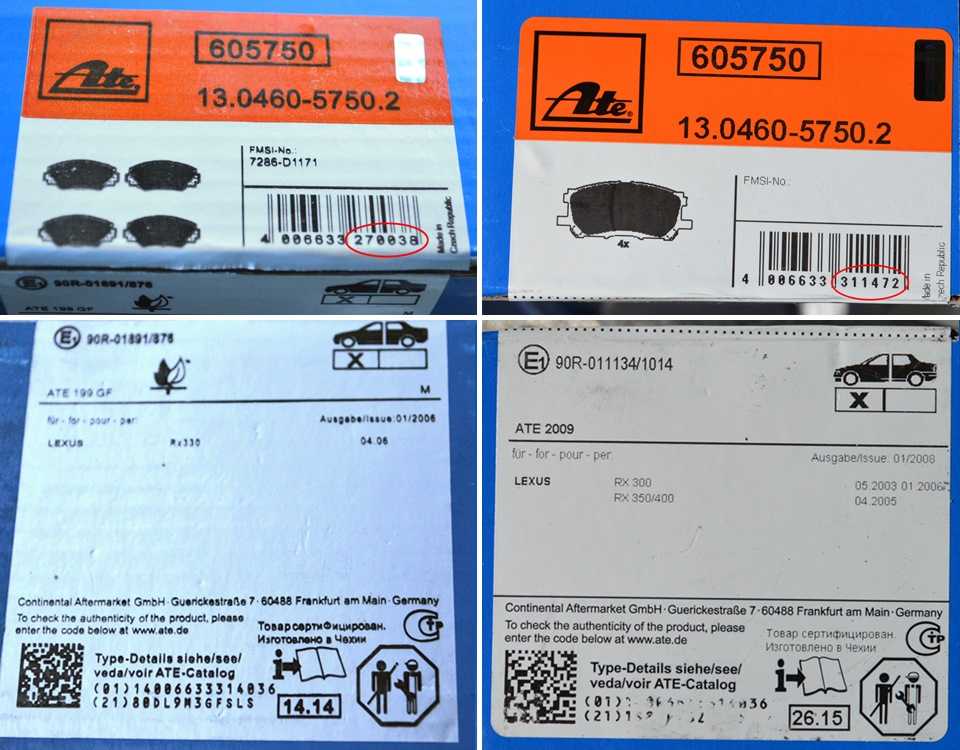 605750
Ate
13.0460-5750.2
FMSI-No.:
7286-D1171
4 006633 270038
Made in
Czech Republic
E1 90R-01891/876
ATE 199 GF
X
M
605750
Ate
13.0460-5750.2
4x
FMSI-No.:
4 006633 311472
Made in
Czech Republic
E1 90R-01891/876
X
ATE 199 GF
M
für - for - pour - per:
Ausgabe/Issue:01/2006
LEXUS Rx330 04.06
Continental Aftermarket GmbH · Guerickestraße 7 · 60488 Frankfurt am Main · Germany
To check the authenticity of the product, please
enter the code below at www.ate.de
Товар сертифицирован.
Изготовлено в Чехии
Type-Details siehe/see/
veda/voir ATE-Catalog
(01)14006633314036
(21)80DL9M3GFSLS
14.14
E1 90R-011134/1014
X
ATE 2009
für - for - pour - per:
Ausgabe/Issue: 01/2008
LEXUS RX 300 05.2003 01.2006
RX 350/400 04.2005
Continental Aftermarket GmbH · Guerickestraße 7 · 60488 Frankfurt am Main · Germany
To check the authenticity of the product, please
enter the code below at www.ate.de
Товар сертифицирован.
Изготовлено в Чехии
Type-Details siehe/see/
veda/voir ATE-Catalog
26.15